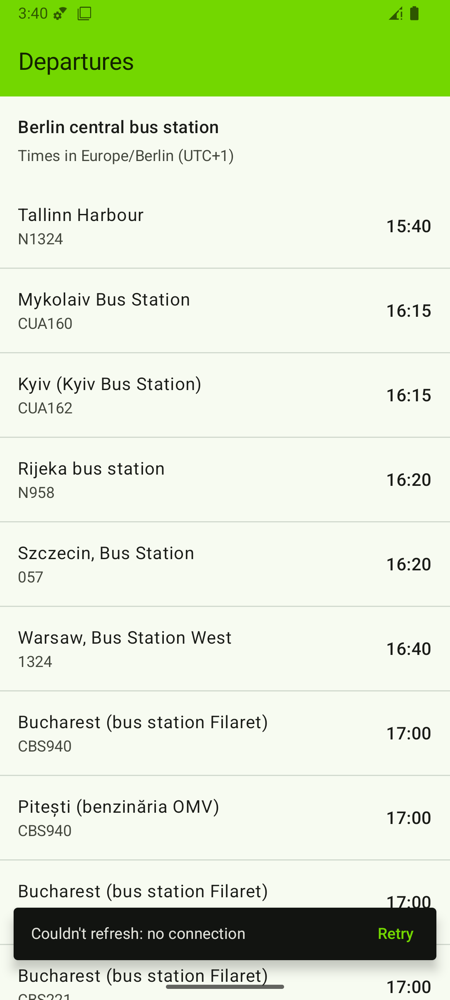 3:40
Departures
Berlin central bus station
Times in Europe/Berlin (UTC+1)
Tallinn Harbour
15:40
N1324
Mykolaiv Bus Station
16:15
CUA160
Kyiv (Kyiv Bus Station)
16:15
CUA162
Rijeka bus station
16:20
N958
Szczecin, Bus Station
16:20
057
Warsaw, Bus Station West
16:40
1324
Bucharest (bus station Filaret)
17:00
CBS940
Pitești (benzinăria OMV)
17:00
CBS940
Bucharest (bus station Filaret)
17:00
Couldn't refresh: no connection
Retry
Bucharest (bus station Filaret)
17:00
CBS221